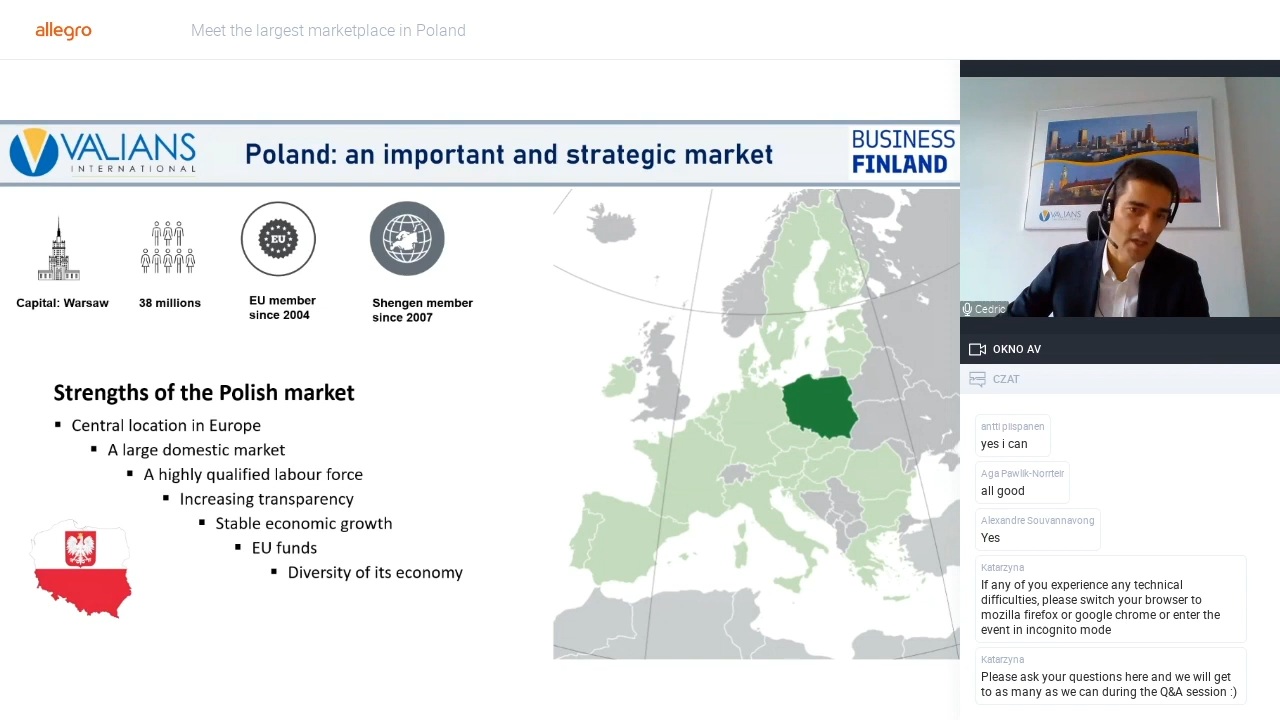 allegro
Meet the largest marketplace in Poland
VALIANS
INTERNATIONAL
Poland: an important and strategic market
BUSINESS
FINLAND
EU
Capital: Warsaw
38 millions
EU member
since 2004
Shengen member
since 2007
Strengths of the Polish market
▪ Central location in Europe
▪ A large domestic market
▪ A highly qualified labour force
▪ Increasing transparency
▪ Stable economic growth
▪ EU funds
▪ Diversity of its economy
VALIANS
Cedric
OKNO AV
CZAT
antti piispanen
yes i can
Aga Pawlik-Norrteir
all good
Alexandre Souvannavong
Yes
Katarzyna
If any of you experience any technical
difficulties, please switch your browser to
mozilla firefox or google chrome or enter the
event in incognito mode
Katarzyna
Please ask your questions here and we will get
to as many as we can during the Q&A session :)